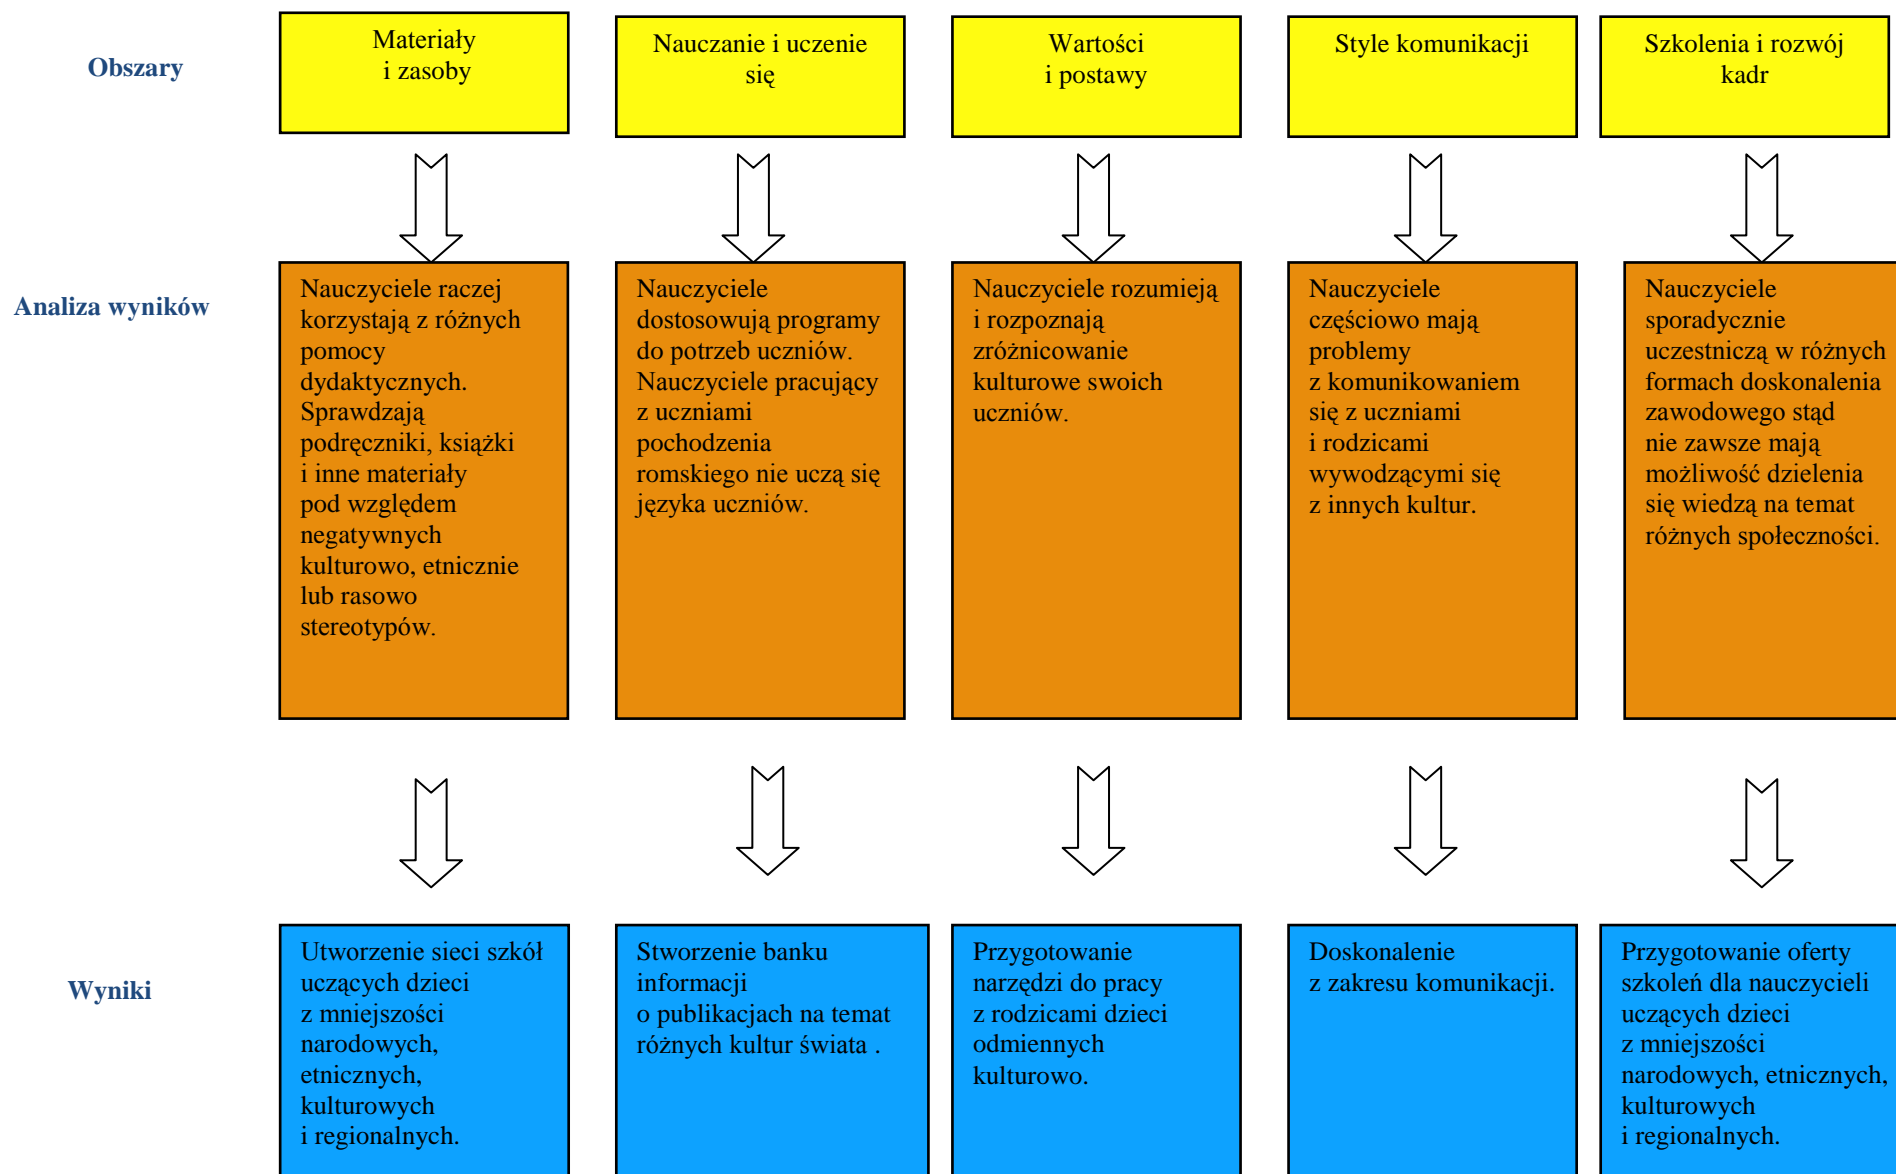 Obszary
Materiały
i zasoby
Nauczanie i uczenie
się
Wartości
i postawy
Style komunikacji
Szkolenia i rozwój
kadr
Analiza wyników
Nauczyciele raczej
korzystają z różnych
pomocy
dydaktycznych.
Sprawdzają
podręczniki, książki
i inne materiały
pod względem
negatywnych
kulturowo, etnicznie
lub rasowo
stereotypów.
Nauczyciele
dostosowują programy
do potrzeb uczniów.
Nauczyciele pracujący
z uczniami
pochodzenia
romskiego nie uczą się
języka uczniów.
Nauczyciele rozumieją
i rozpoznają
zróżnicowanie
kulturowe swoich
uczniów.
Nauczyciele
częściowo mają
problemy
z komunikowaniem
się z uczniami
i rodzicami
wywodzącymi się
z innych kultur.
Nauczyciele
sporadycznie
uczestniczą w różnych
formach doskonalenia
zawodowego stąd
nie zawsze mają
możliwość dzielenia
się wiedzą na temat
różnych społeczności.
Wyniki
Utworzenie sieci szkół
uczących dzieci
z mniejszości
narodowych,
etnicznych,
kulturowych
i regionalnych.
Stworzenie banku
informacji
o publikacjach na temat
różnych kultur świata .
Przygotowanie
narzędzi do pracy
z rodzicami dzieci
odmiennych
kulturowo.
Doskonalenie
z zakresu komunikacji.
Przygotowanie oferty
szkoleń dla nauczycieli
uczących dzieci
z mniejszości
narodowych, etnicznych,
kulturowych
i regionalnych.